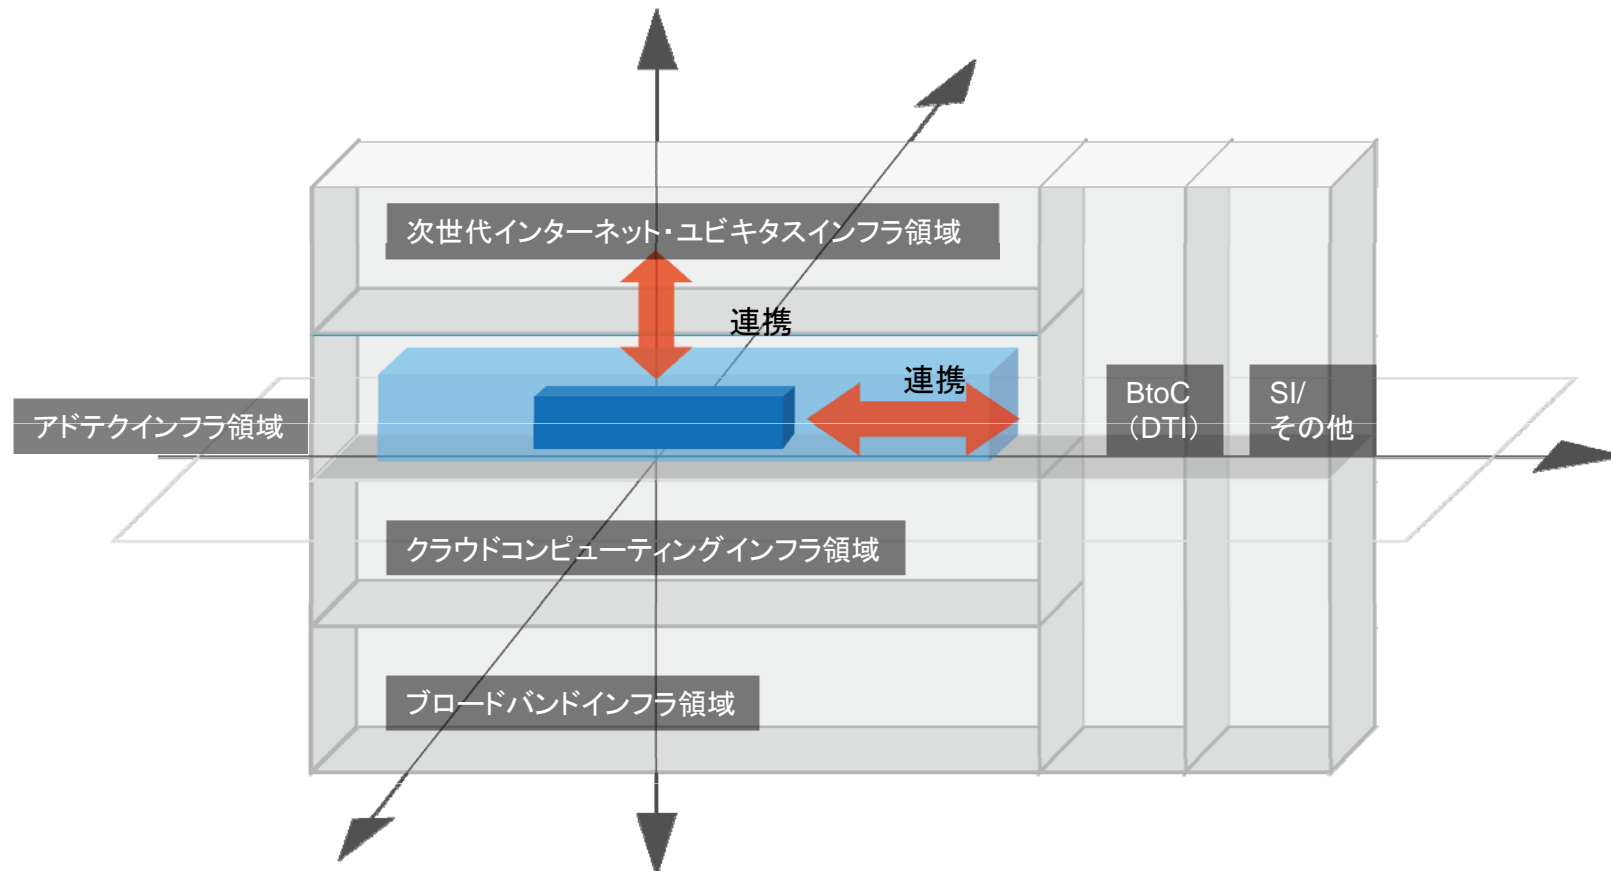 次世代インターネット・ユビキタスインフラ領域
連携
連携
アドテクインフラ領域
BtoC
（DTI）
SI/
その他
クラウドコンピューティングインフラ領域
ブロードバンドインフラ領域